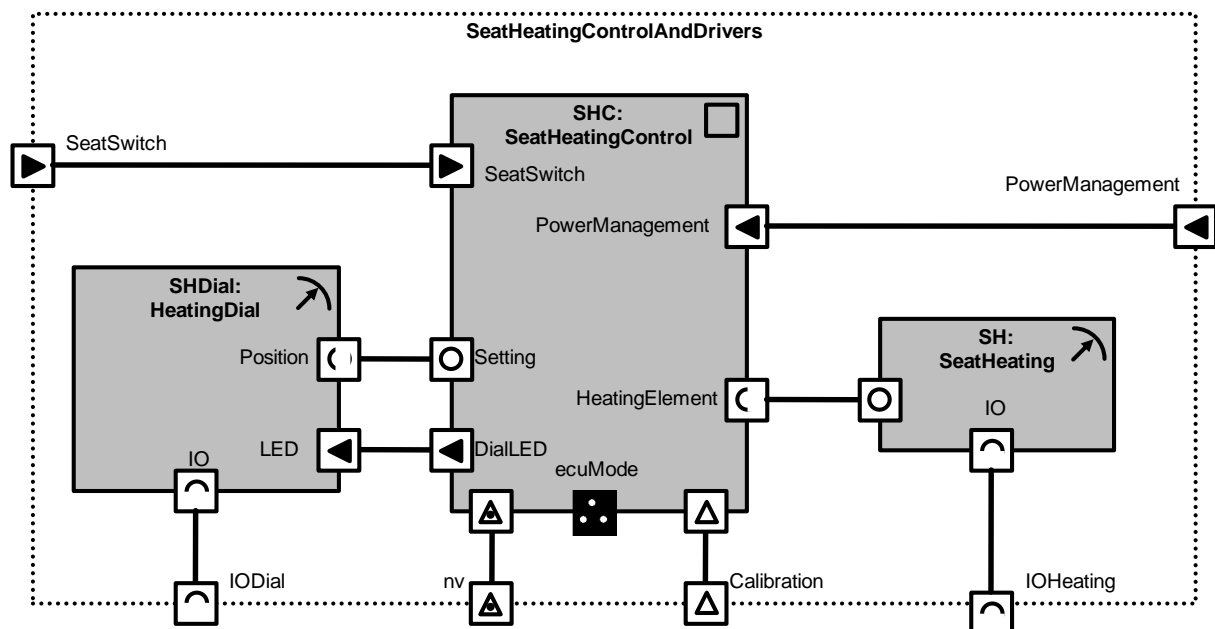 SeatHeatingControlAndDrivers
SHC:
SeatHeatingControl
SeatSwitch
SeatSwitch
PowerManagement
PowerManagement
SHDial:
HeatingDial
SH:
SeatHeating
Position
Setting
HeatingElement
IO
LED
DialLED
IO
ecuMode
IODial
nv
Calibration
IOHeating